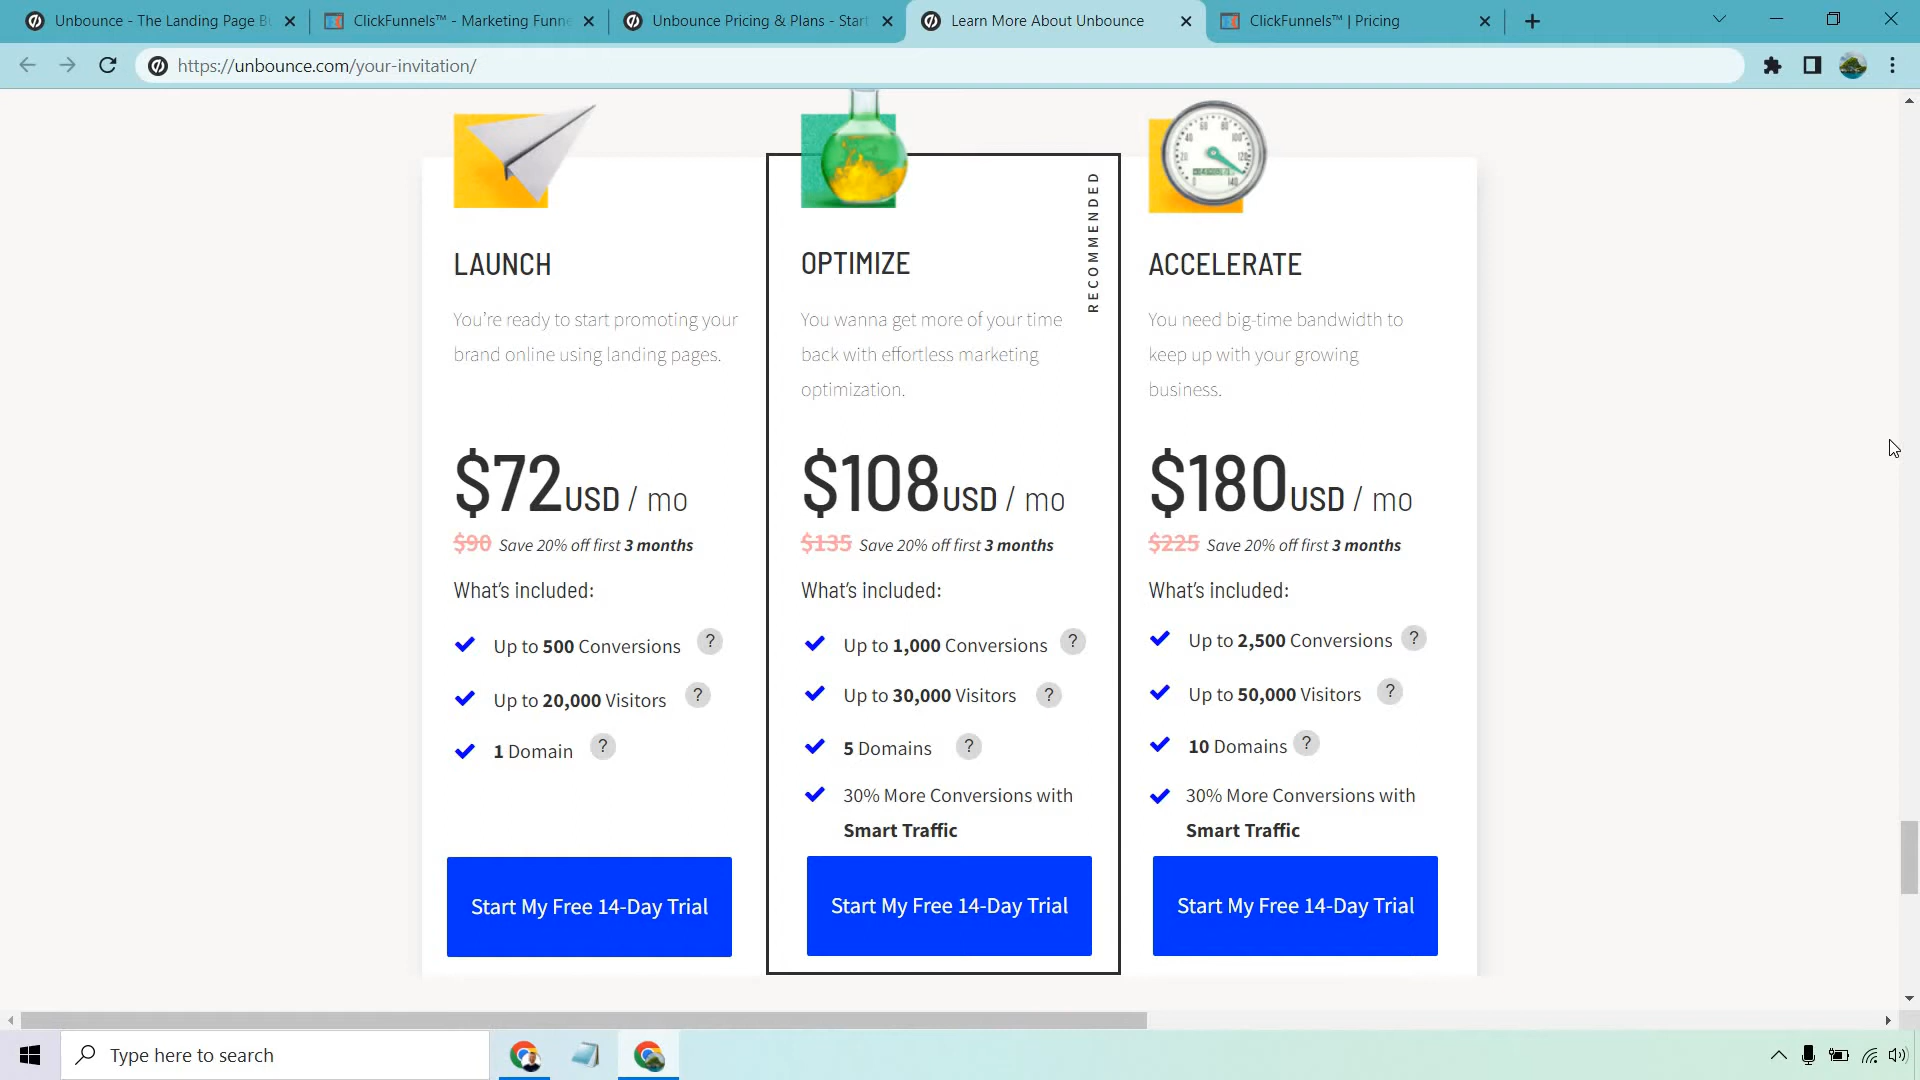 Unbounce - The Landing Page B
ClickFunnels™ - Marketing Funne
Unbounce Pricing & Plans - Start
Learn More About Unbounce
ClickFunnels™ | Pricing
https://unbounce.com/your-invitation/
LAUNCH
You're ready to start promoting your
brand online using landing pages.
$72USD / mo
$90 Save 20% off first 3 months
What's included:
Up to 500 Conversions ?
Up to 20,000 Visitors ?
1 Domain ?
Start My Free 14-Day Trial
RECOMMENDED
OPTIMIZE
You wanna get more of your time
back with effortless marketing
optimization.
$108USD / mo
$135 Save 20% off first 3 months
What's included:
Up to 1,000 Conversions ?
Up to 30,000 Visitors ?
5 Domains ?
30% More Conversions with
Smart Traffic
Start My Free 14-Day Trial
ACCELERATE
You need big-time bandwidth to
keep up with your growing
business.
$180USD / mo
$225 Save 20% off first 3 months
What's included:
Up to 2,500 Conversions ?
Up to 50,000 Visitors ?
10 Domains ?
30% More Conversions with
Smart Traffic
Start My Free 14-Day Trial
Type here to search